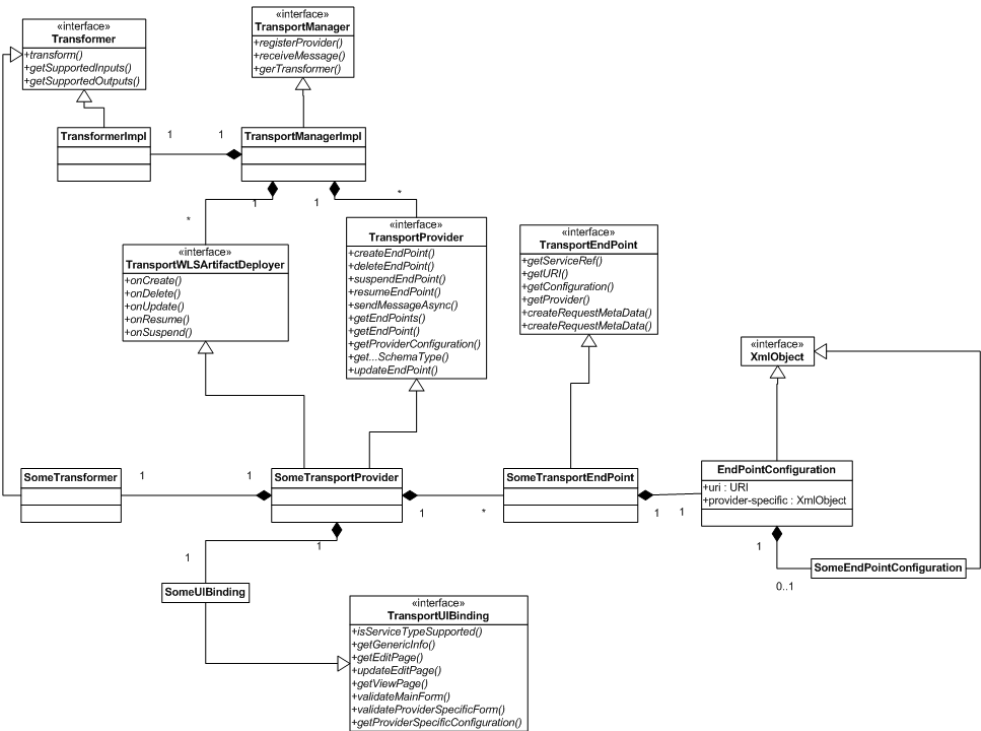 «interface»
Transformer
+transform()
+getSupportedInputs()
+getSupportedOutputs()
«interface»
TransportManager
+registerProvider()
+receiveMessage()
+gerTransformer()
TransformerImpl
1
1
TransportManagerImpl
1
1
*
*
«interface»
TransportWLSArtifactDeployer
+onCreate()
+onDelete()
+onUpdate()
+onResume()
+onSuspend()
«interface»
TransportProvider
+createEndPoint()
+deleteEndPoint()
+suspendEndPoint()
+resumeEndPoint()
+sendMessageAsync()
+getEndPoints()
+getEndPoint()
+getProviderConfiguration()
+get...SchemaType()
+updateEndPoint()
«interface»
TransportEndPoint
+getServiceRef()
+getURI()
+getConfiguration()
+getProvider()
+createRequestMetaData()
+createRequestMetaData()
«interface»
XmlObject
SomeTransformer
1
1
SomeTransportProvider
1
*
SomeTransportEndPoint
1
1
EndPointConfiguration
+uri : URI
+provider-specific : XmlObject
1
0..1
SomeEndPointConfiguration
1
1
SomeUIBinding
«interface»
TransportUIBinding
+isServiceTypeSupported()
+getGenericInfo()
+getEditPage()
+updateEditPage()
+getViewPage()
+validateMainForm()
+validateProviderSpecificForm()
+getProviderSpecificConfiguration()